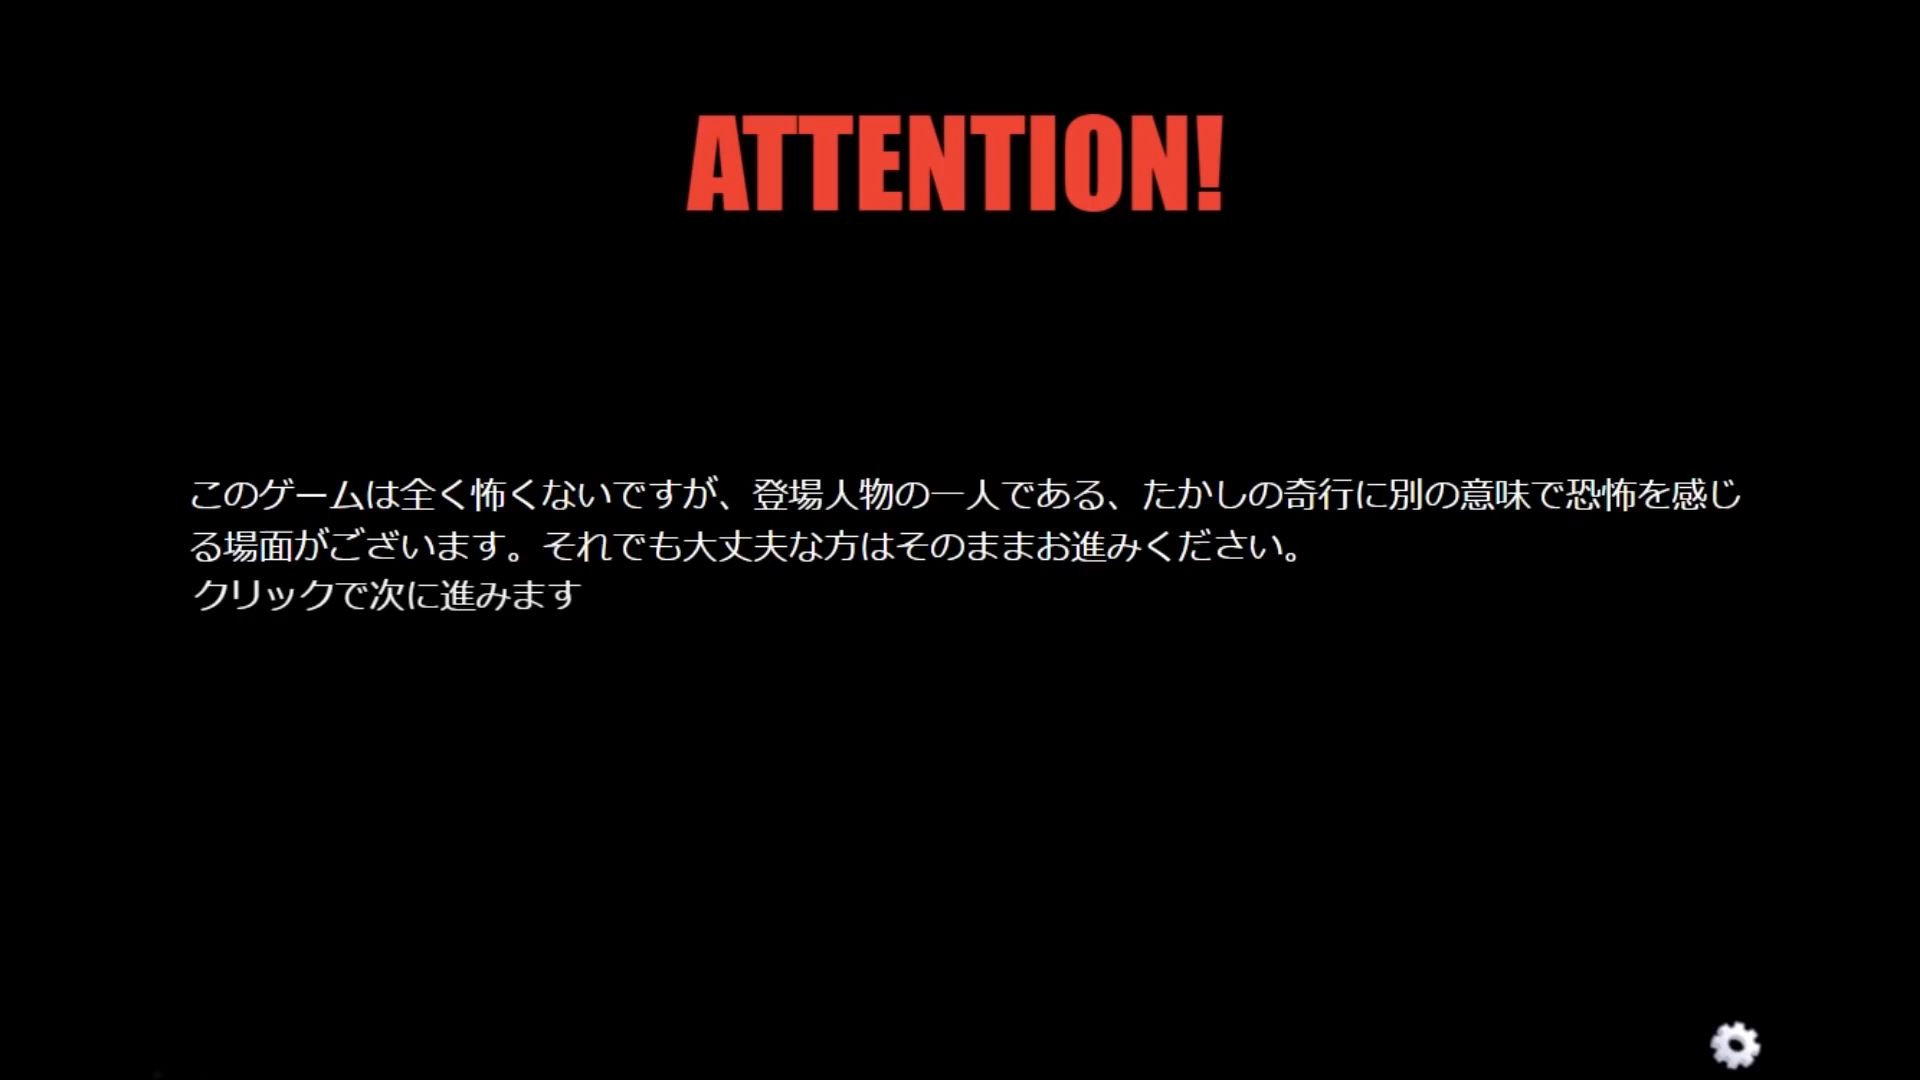 ATTENTION!
このゲームは全く怖くないですが、登場人物の一人である、たかしの奇行に別の意味で恐怖を感じ
る場面がございます。それでも大丈夫な方はそのままお進みください。
クリックで次に進みます